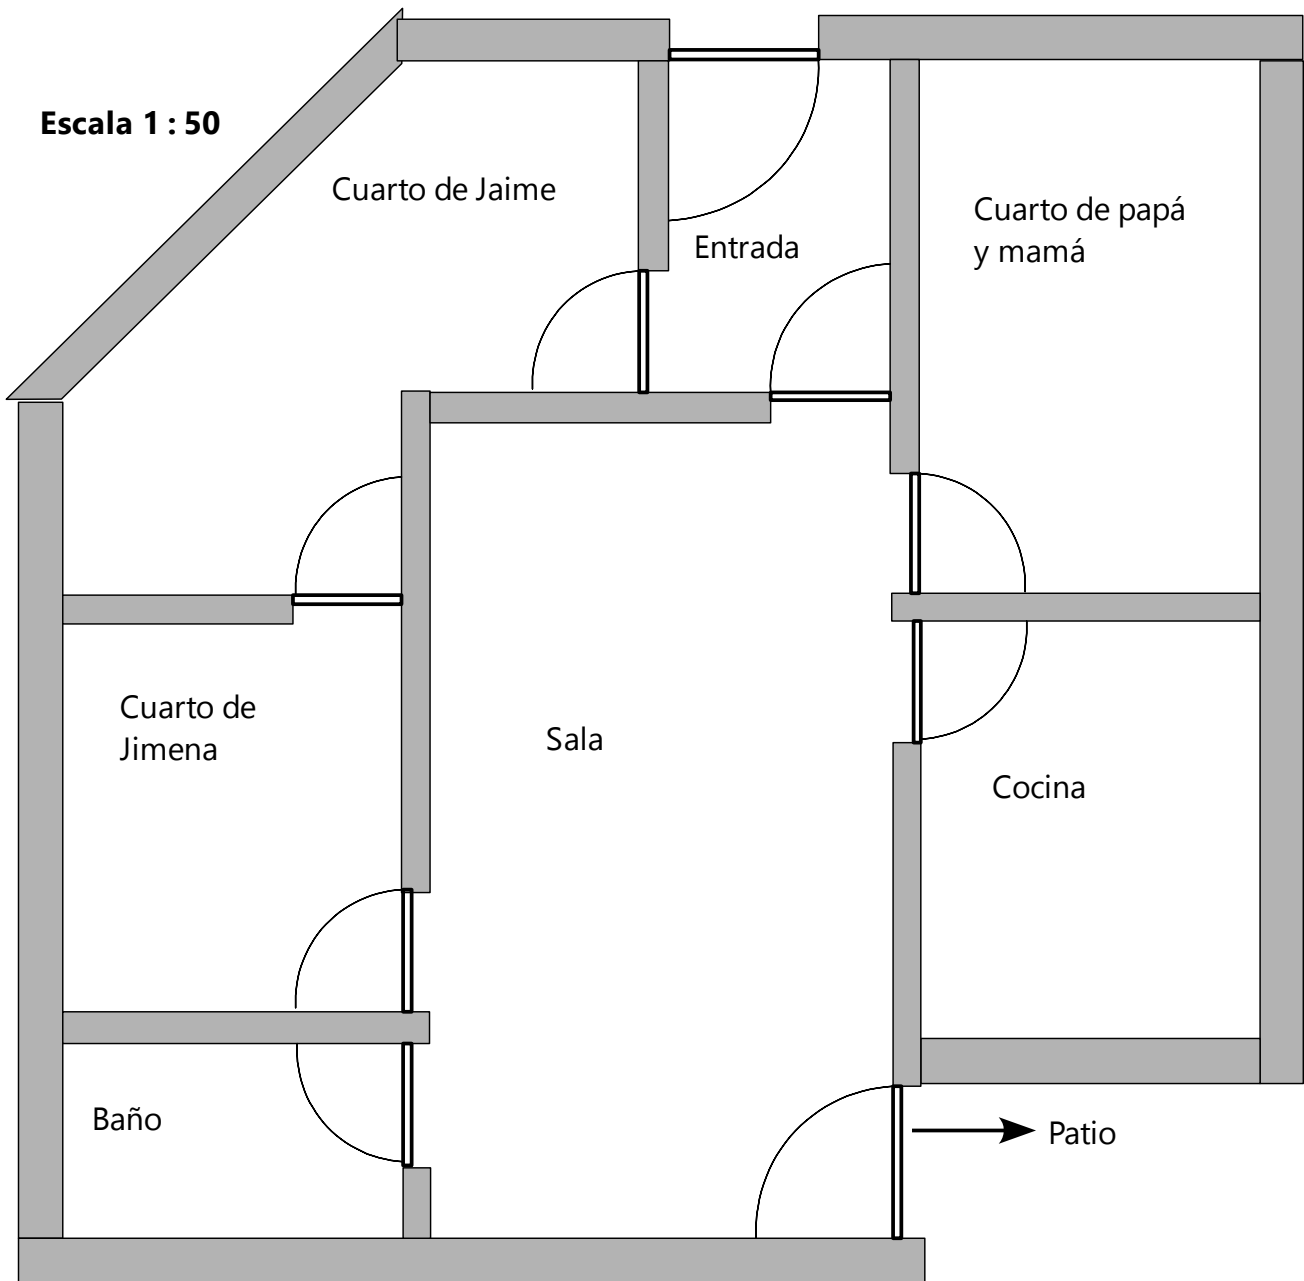 Escala 1 : 50
Cuarto de Jaime
Cuarto de papá
y mamá
Entrada
Cuarto de
Jimena
Sala
Cocina
Baño
Patio